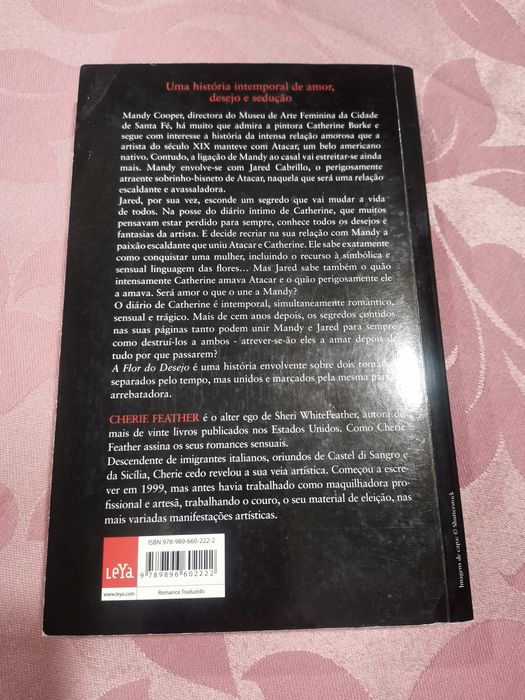 Uma história intemporal de amor,
desejo e sedução
Mandy Cooper, directora do Museu de Arte Feminina da Cidade
de Santa Fé, há muito que admira a pintora Catherine Burke e
segue com interesse a história da intensa relação amorosa que a
artista do século XIX manteve com Atacar, um belo americano
nativo. Contudo, a ligação de Mandy ao casal vai estreitar-se ainda
mais. Mandy envolve-se com Jared Cabrillo, o perigosamente
atraente sobrinho-bisneto de Atacar, naquela que será uma relação
escaldante e avassaladora.
Jared, por sua vez, esconde um segredo que vai mudar a vida
de todos. Na posse do diário íntimo de Catherine, que muitos
pensavam estar perdido para sempre, conhece todos os desejos e
fantasias da artista. E decide recriar na sua relação com Mandy a
paixão escaldante que uniu Atacar e Catherine. Ele sabe exatamente
como conquistar uma mulher, incluindo o recurso à simbólica e
sensual linguagem das flores... Mas Jared sabe também o quão
intensamente Catherine amava Atacar e o quão perigosamente ele
a amava. Será amor o que o une a Mandy?
O diário de Catherine é intemporal, simultaneamente romântico,
sensual e trágico. Mais de cem anos depois, os segredos contidos
nas suas páginas tanto podem unir Mandy e Jared para sempre
como destruí-los a ambos - atrever-se-ão eles a amar depois de
tudo por que passarem?
A Flor do Desejo é uma história envolvente sobre dois
separados pelo tempo, mas unidos e marcados pela mesma
arrebatadora.
CHERIE FEATHER é o alter ego de Sheri WhiteFeather, autora de
mais de vinte livros publicados nos Estados Unidos. Como Cherie
Feather assina os seus romances sensuais.
Descendente de imigrantes italianos, oriundos de Castel di Sangro e
da Sicília, Cherie cedo revelou a sua veia artística. Começou a escre-
ver em 1999, mas antes havia trabalhado como maquilhadora pro-
fissional e artesã, trabalhando o couro, o seu material de eleição, nas
mais variadas manifestações artísticas.
ISBN 978-989-660-222-2
9 789896 602222
LeYa
www.leya.com
Romance Traduzido
Imagens de capa: © Shutterstock